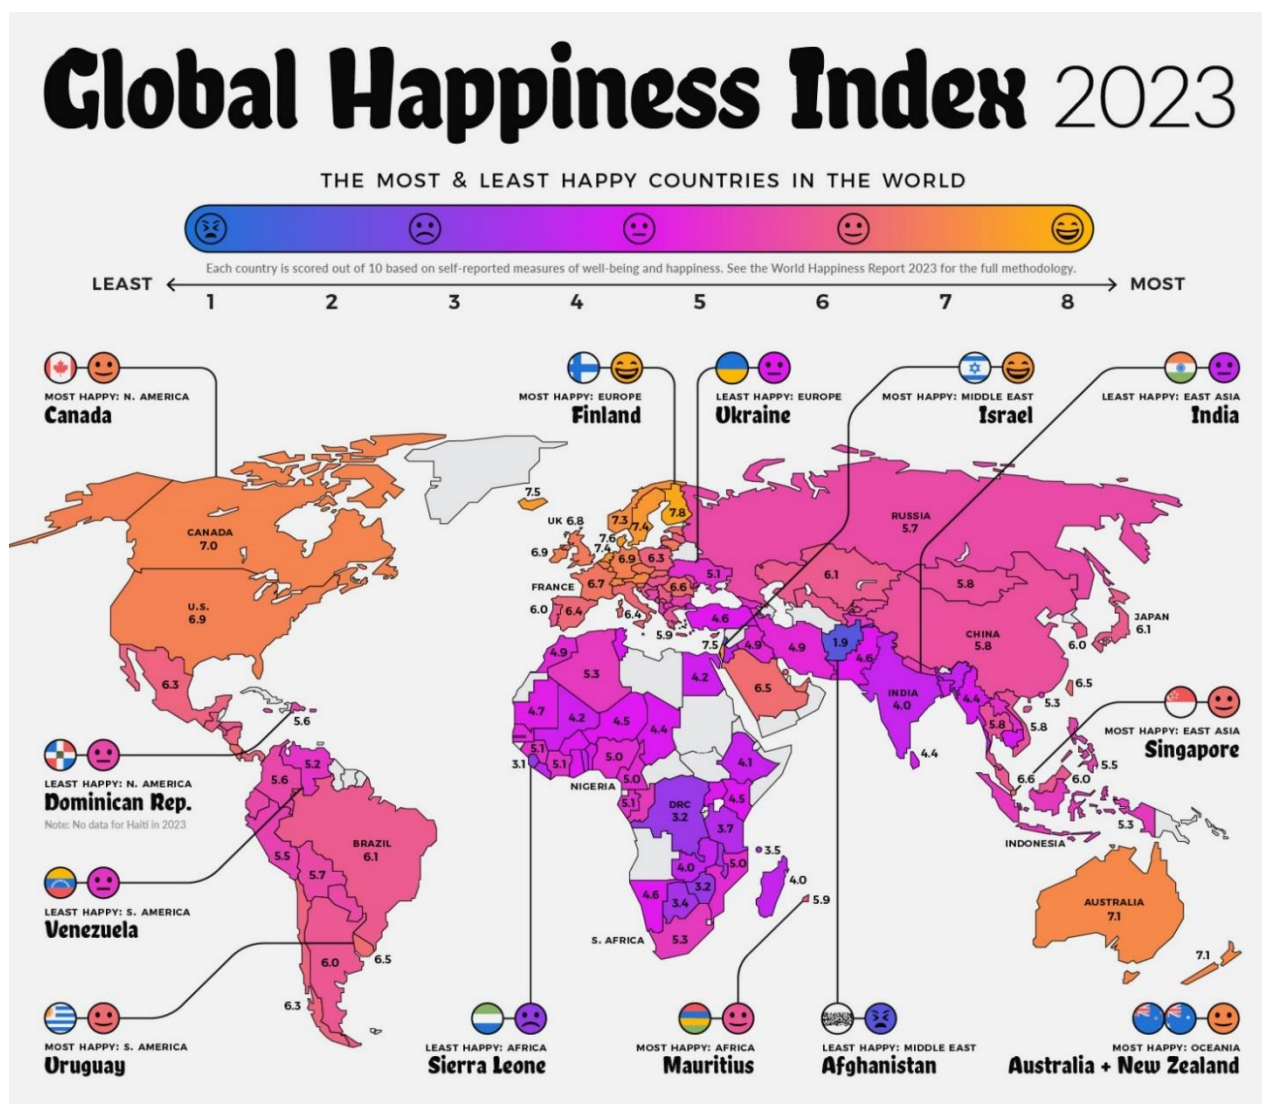 Global Happiness Index 2023
THE MOST & LEAST HAPPY COUNTRIES IN THE WORLD
Each country is scored out of 10 based on self-reported measures of well-being and happiness. See the World Happiness Report 2023 for the full methodology.
LEAST
MOST
1 2 3 4 5 6 7 8
MOST HAPPY: N. AMERICA
Canada
MOST HAPPY: EUROPE
Finland
LEAST HAPPY: EUROPE
Ukraine
MOST HAPPY: MIDDLE EAST
Israel
LEAST HAPPY: EAST ASIA
India
CANADA
7.0
U.S.
6.9
6.3
5.6
7.5
UK 6.8
6.9
7.3
7.4
7.8
7.6
7.4
6.9
6.3
FRANCE
6.7
6.6
6.0
6.4
6.4
5.9
5.1
4.6
7.5
RUSSIA
5.7
6.1
5.8
CHINA
5.8
JAPAN
6.1
6.0
6.5
5.3
4.9
5.3
4.2
4.9
4.9
1.9
4.6
6.5
INDIA
4.0
4.4
4.4
5.8
5.8
5.5
6.0
6.6
5.3
INDONESIA
4.7
4.2
4.5
4.4
5.1
3.1
5.1
5.0
NIGERIA
5.0
5.1
4.1
DRC
3.2
4.5
3.7
4.0
5.0
3.5
4.0
5.9
4.6
3.4
3.2
S. AFRICA
5.3
AUSTRALIA
7.1
7.1
5.6
5.2
BRAZIL
6.1
5.5
5.7
6.0
6.5
6.3
MOST HAPPY: EAST ASIA
Singapore
LEAST HAPPY: N. AMERICA
Dominican Rep.
Note: No data for Haiti in 2023
LEAST HAPPY: S. AMERICA
Venezuela
MOST HAPPY: S. AMERICA
Uruguay
LEAST HAPPY: AFRICA
Sierra Leone
MOST HAPPY: AFRICA
Mauritius
LEAST HAPPY: MIDDLE EAST
Afghanistan
MOST HAPPY: OCEANIA
Australia + New Zealand